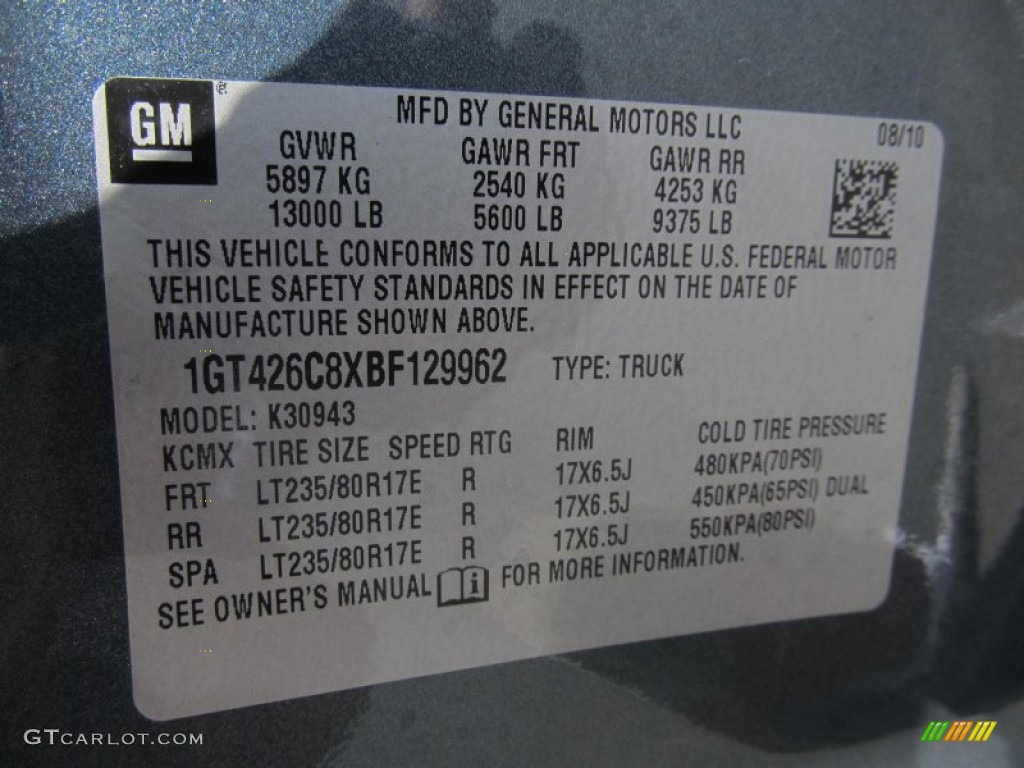 GM®
MFD BY GENERAL MOTORS LLC 08/10
GVWR GAWR FRT GAWR RR
5897 KG 2540 KG 4253 KG
13000 LB 5600 LB 9375 LB
THIS VEHICLE CONFORMS TO ALL APPLICABLE U.S. FEDERAL MOTOR
VEHICLE SAFETY STANDARDS IN EFFECT ON THE DATE OF
MANUFACTURE SHOWN ABOVE.
1GT426C8XBF129962 TYPE: TRUCK
MODEL: K30943
KCMX TIRE SIZE SPEED RTG RIM COLD TIRE PRESSURE
FRT LT235/80R17E R 17X6.5J 480KPA(70PSI)
RR LT235/80R17E R 17X6.5J 450KPA(65PSI) DUAL
SPA LT235/80R17E R 17X6.5J 550KPA(80PSI)
SEE OWNER'S MANUAL i FOR MORE INFORMATION.
GTCARLOT.COM